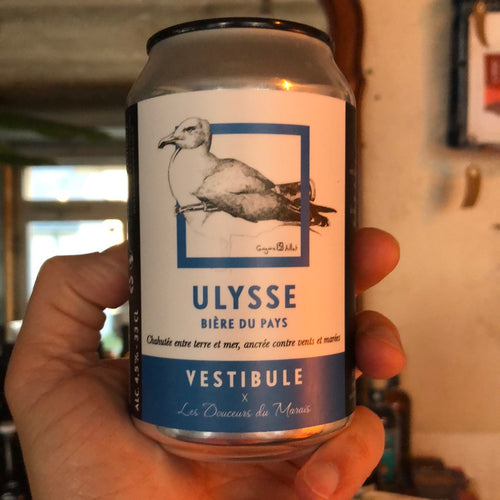 ULYSSE
BIÈRE DU PAYS
Chahutée entre terre et mer, ancrée contre vents et marées
VESTIBULE
x
Les Douceurs du Marais
ALC. 4,5% - 33 CL